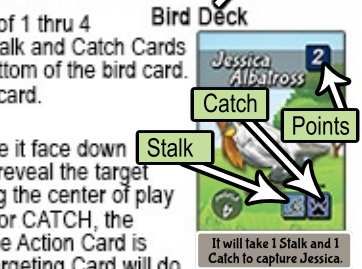 Bird Deck
of 1 thru 4
alk and Catch Cards
ttom of the bird card.
card.
e it face down
reveal the target
g the center of play
or CATCH, the
e Action Card is
rgeting Card will do
Jessica
Albatross
2
Catch
Points
Stalk
It will take 1 Stalk and 1
Catch to capture Jessica.